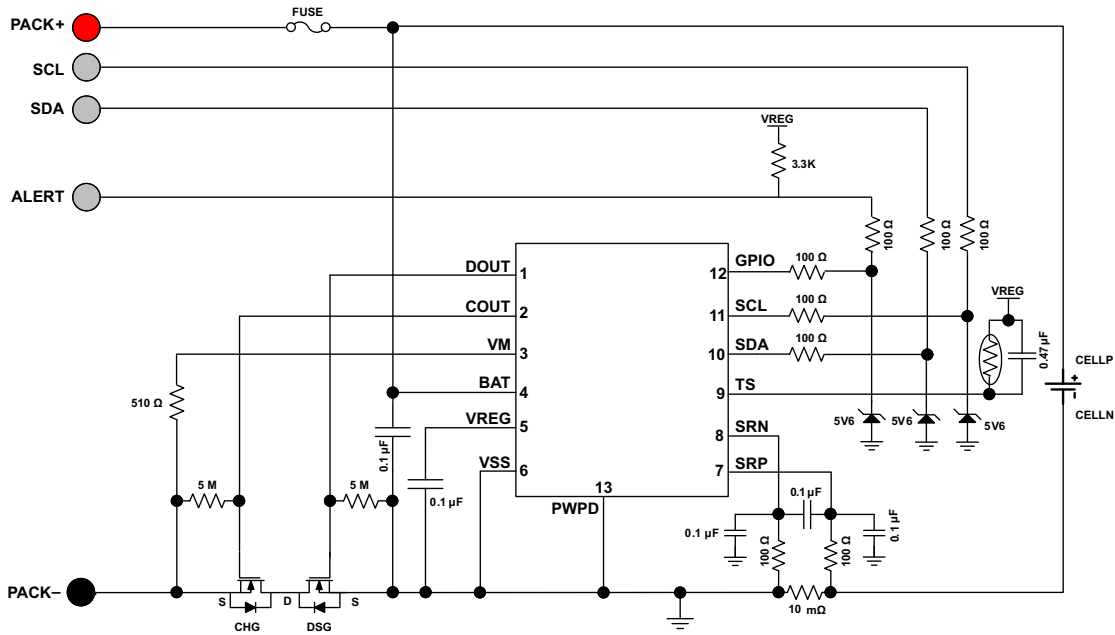 PACK+
FUSE
SCL
SDA
VREG
3.3K
ALERT
100 Ω
100 Ω
100 Ω
DOUT
1
COUT
2
VM
3
BAT
4
VREG
5
VSS
6
13
PWPD
GPIO
12
100 Ω
SCL
11
100 Ω
SDA
10
100 Ω
TS
9
SRN
8
SRP
7
VREG
0.47 µF
CELLP
+
-
CELLN
5V6
5V6
5V6
510 Ω
0.1 µF
0.1 µF
5 M
5 M
0.1 µF
0.1 µF
0.1 µF
100 Ω
100 Ω
10 mΩ
PACK–
S
D
S
CHG
DSG